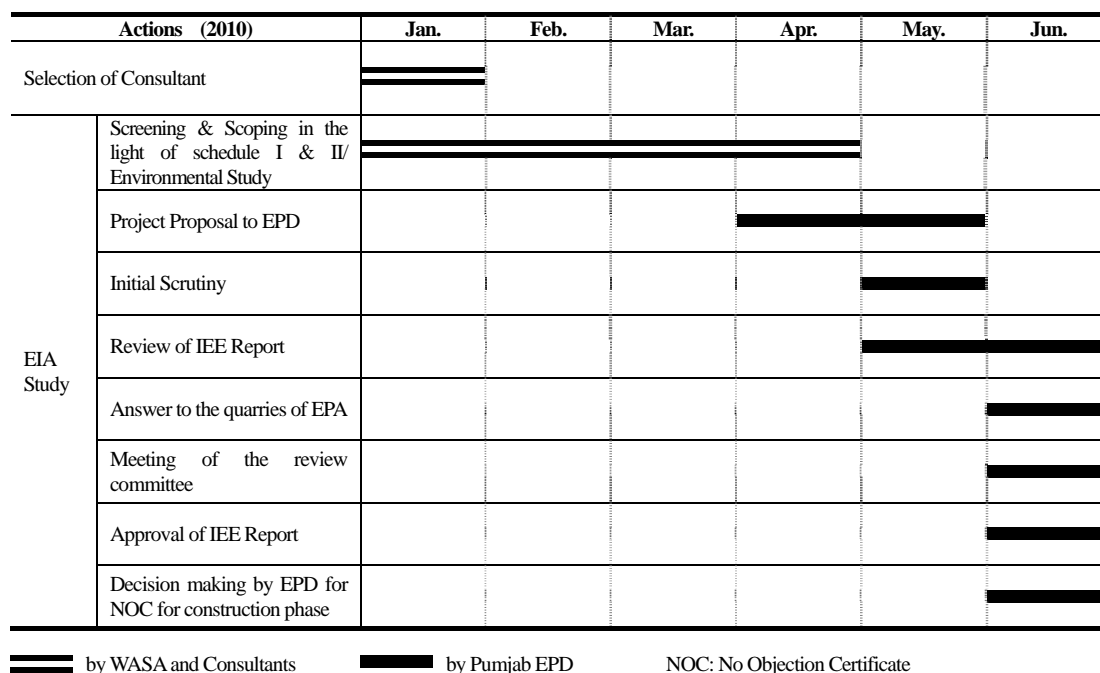 Actions (2010) Jan. Feb. Mar. Apr. May. Jun.
Selection of Consultant
EIA
Study
Screening & Scoping in the
light of schedule I & II/
Environmental Study
Project Proposal to EPD
Initial Scrutiny
Review of IEE Report
Answer to the quarries of EPA
Meeting of the review
committee
Approval of IEE Report
Decision making by EPD for
NOC for construction phase
by WASA and Consultants by Pumjab EPD NOC: No Objection Certificate